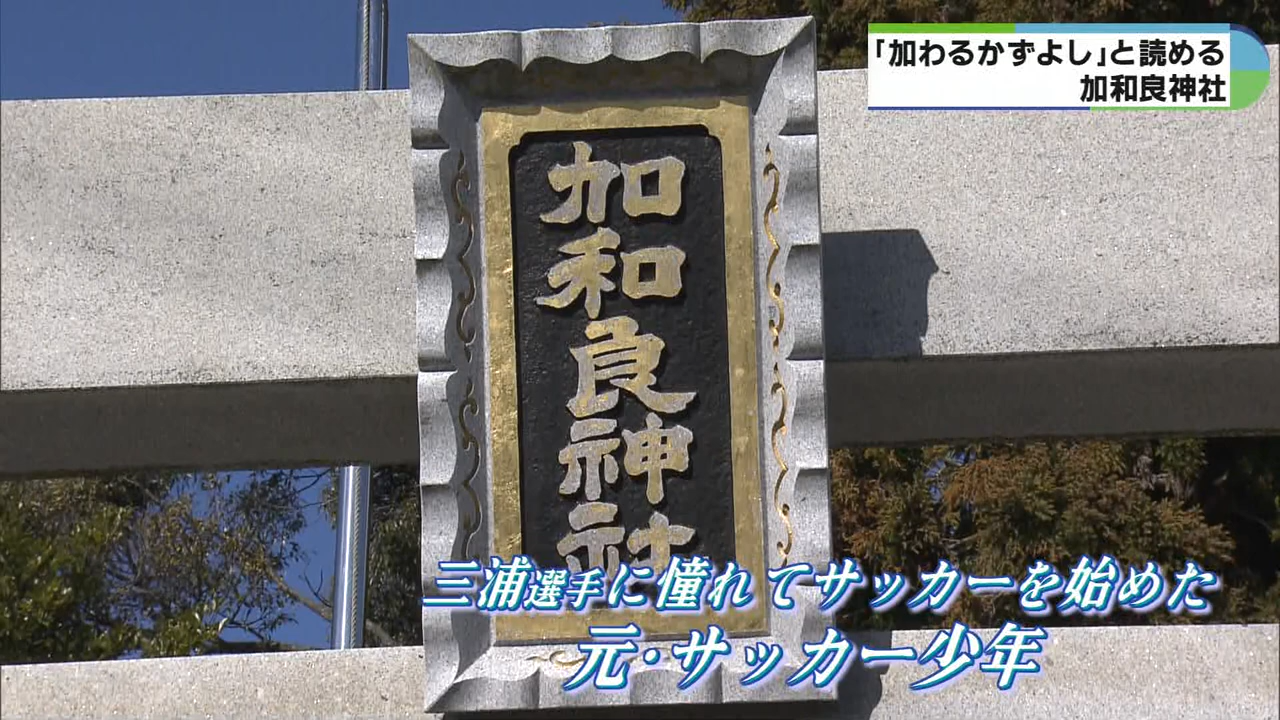 「加わるかずよし」と読める
加和良神社
加和良神社
三浦選手に憧れてサッカーを始めた
元・サッカー少年